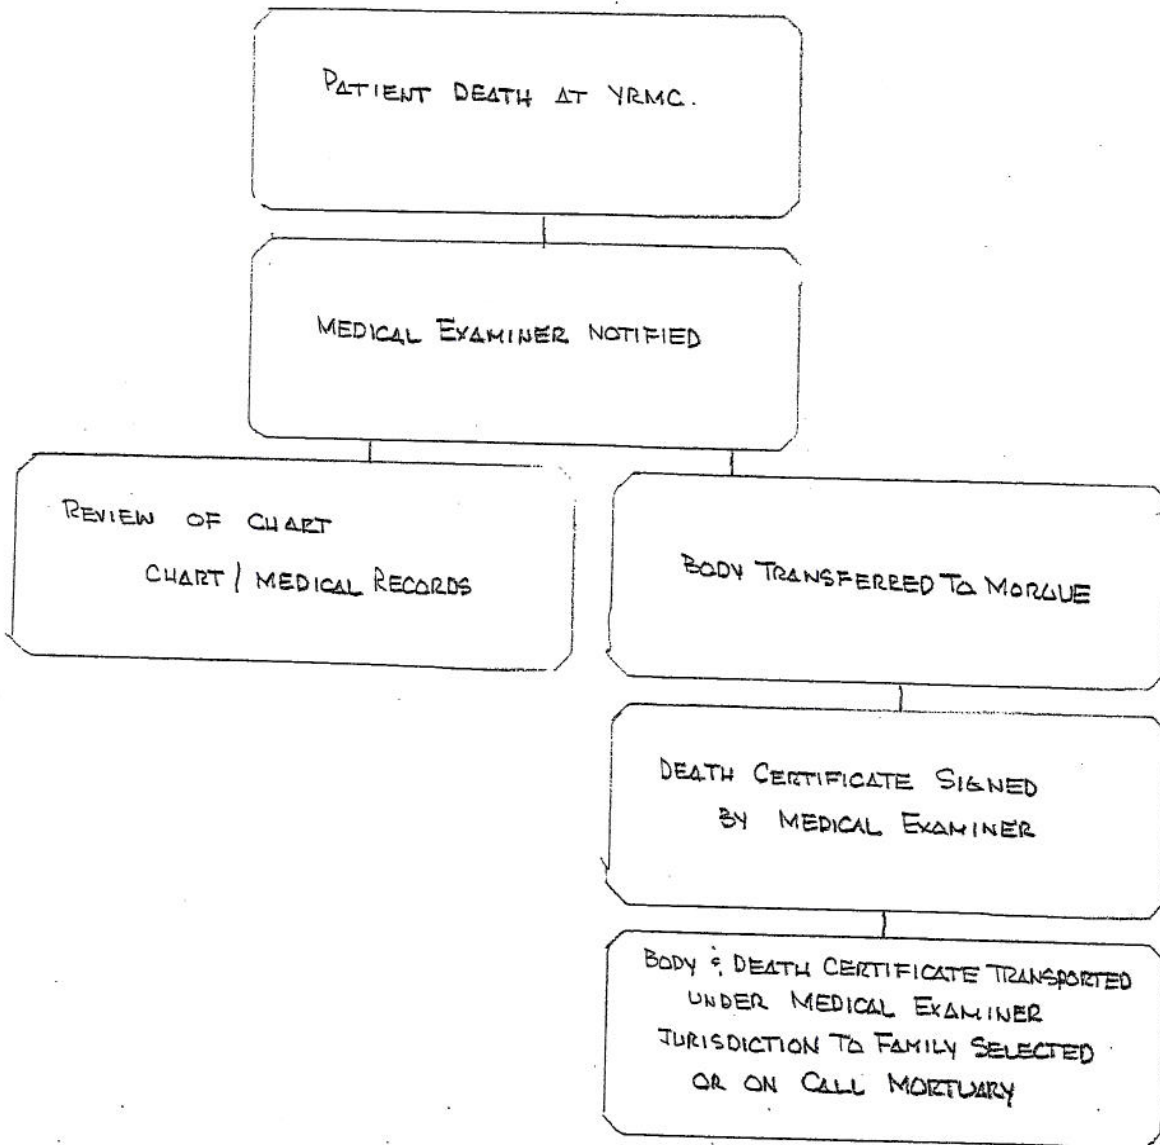 PATIENT DEATH AT YRMC.
MEDICAL EXAMINER NOTIFIED
REVIEW OF CHART
CHART / MEDICAL RECORDS
BODY TRANSFERRED TO MORGUE
DEATH CERTIFICATE SIGNED
BY MEDICAL EXAMINER
BODY & DEATH CERTIFICATE TRANSPORTED
UNDER MEDICAL EXAMINER
JURISDICTION TO FAMILY SELECTED
OR ON CALL MORTUARY